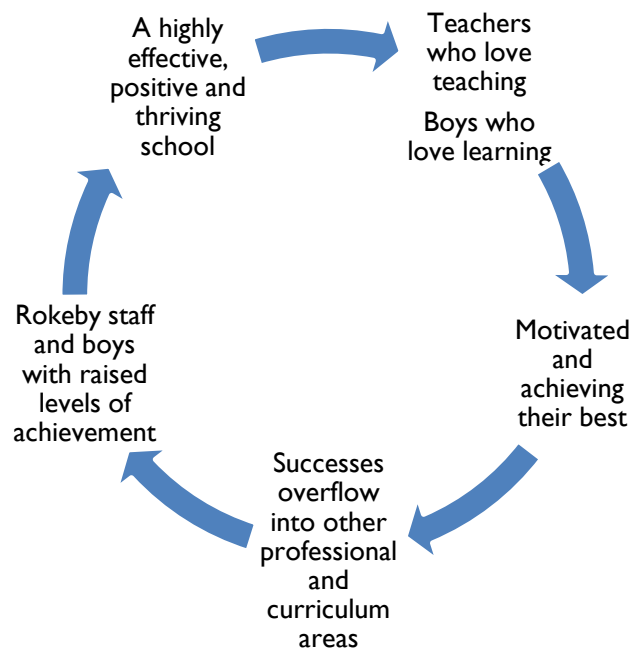 A highly
effective,
positive and
thriving
school
Teachers
who love
teaching
Boys who
love learning
Motivated
and
achieving
their best
Successes
overflow
into other
professional
and
curriculum
areas
Rokeby staff
and boys
with raised
levels of
achievement